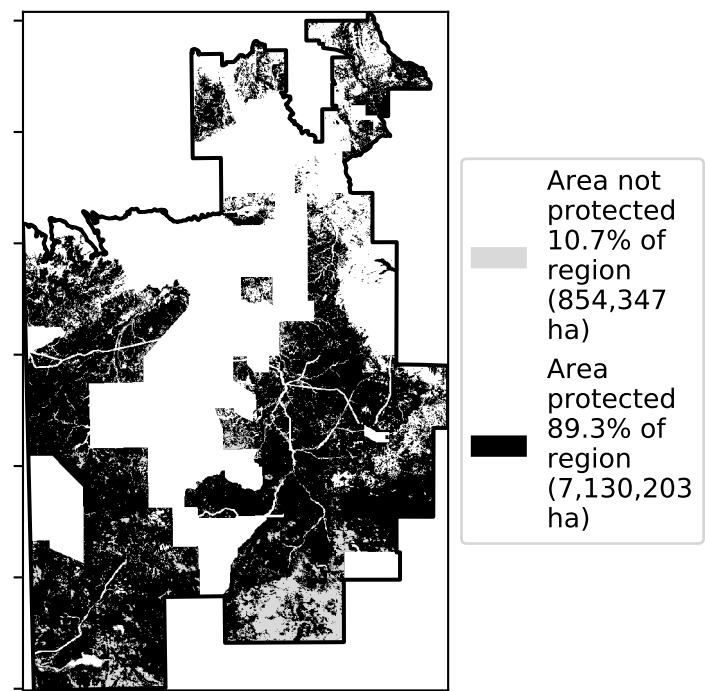 Area not
protected
10.7% of
region
(854,347
ha)
Area
protected
89.3% of
region
(7,130,203
ha)